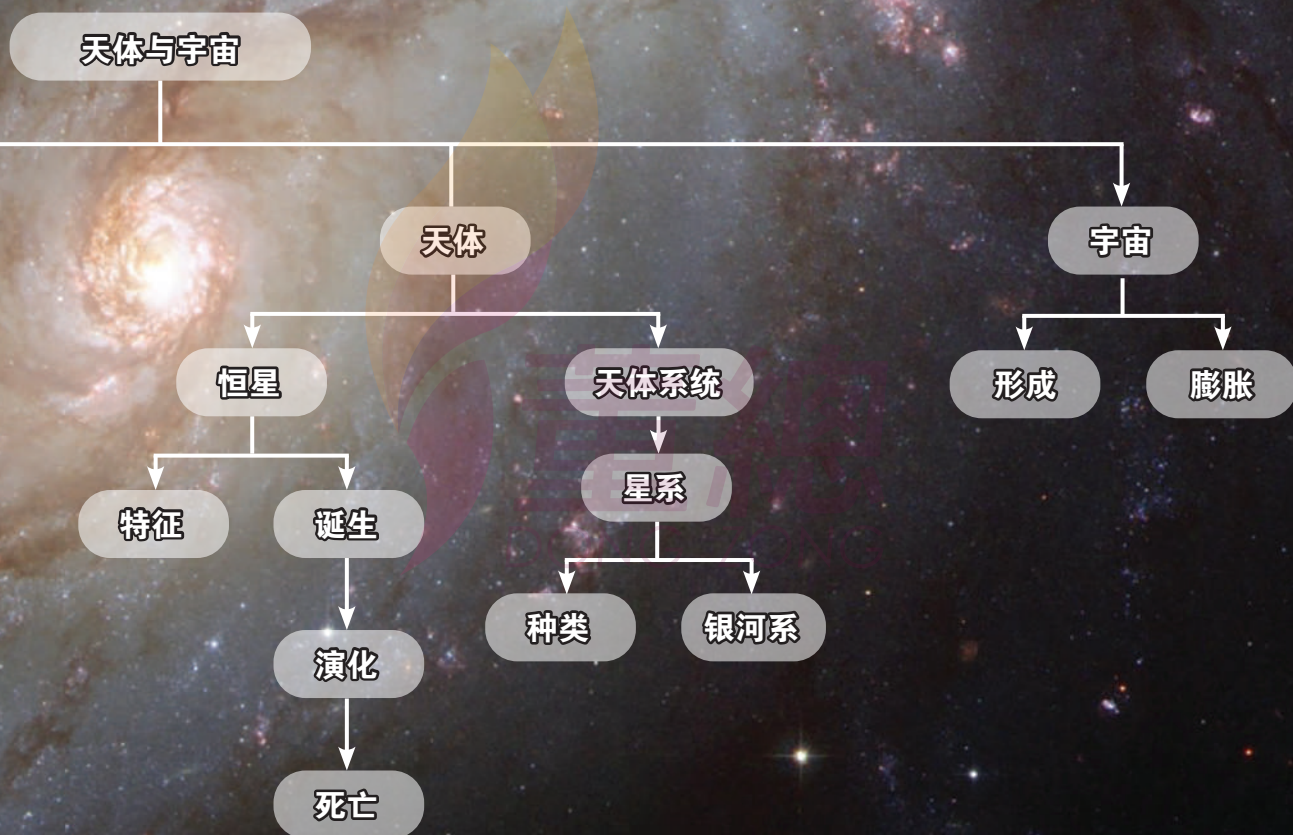 天体与宇宙
天体
宇宙
恒星
天体系统
形成
膨胀
星系
特征
诞生
种类
银河系
演化
死亡